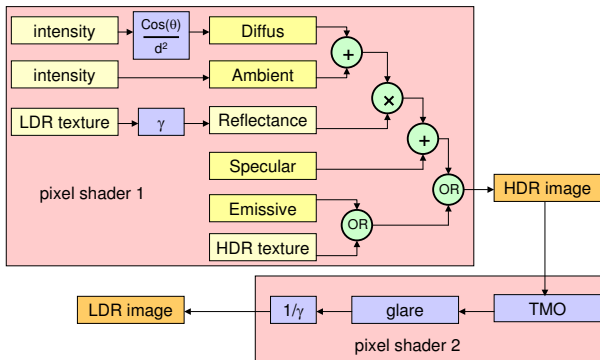 intensity
Cos(θ)
d²
Diffus
+
intensity
Ambient
×
LDR texture
γ
Reflectance
+
Specular
pixel shader 1
OR
HDR image
Emissive
OR
HDR texture
LDR image
1/γ
glare
TMO
pixel shader 2